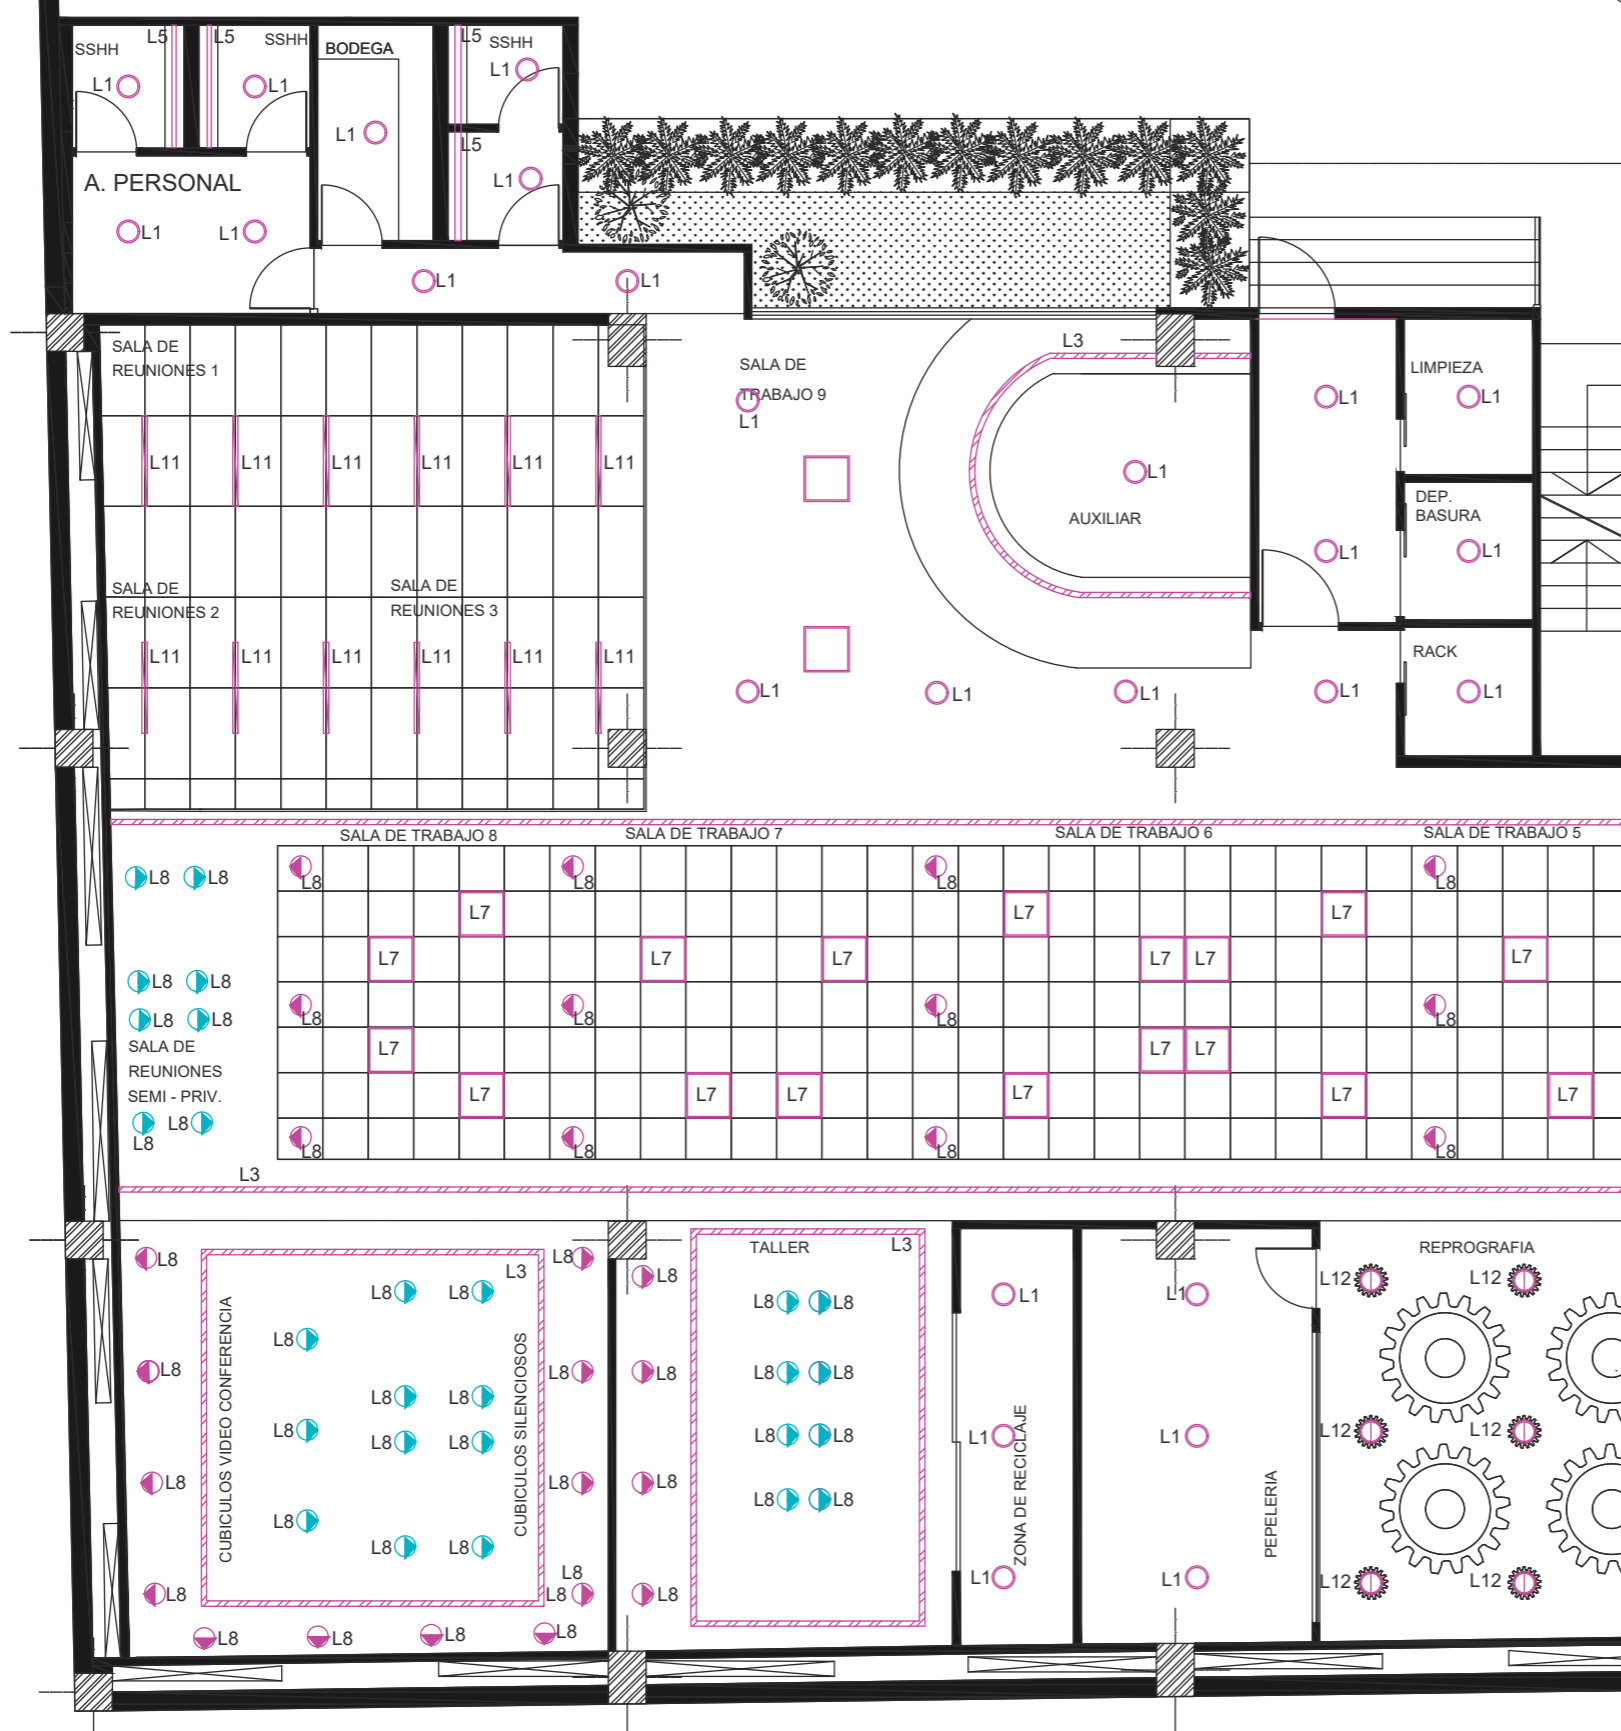 L5 L5 SSHH L5 SSHH
SSHH BODEGA
L1 L1 L1
L1
L5
L1
A. PERSONAL
L1 L1
L1 L1
SALA DE
REUNIONES 1
L3
SALA DE
TRABAJO 9
L1
LIMPIEZA
L1 L1
L11 L11 L11 L11 L11 L11
L1
AUXILIAR
DEP.
BASURA
L1 L1
SALA DE
REUNIONES 2
SALA DE
REUNIONES 3
L11 L11 L11 L11 L11 L11
RACK
L1 L1 L1 L1 L1
SALA DE TRABAJO 8 SALA DE TRABAJO 7 SALA DE TRABAJO 6 SALA DE TRABAJO 5
L8 L8 L8 L8 L8 L8
L7 L7 L7
L7 L7 L7 L7 L7 L7
L8 L8
L8 L8 L8 L8 L8 L8
SALA DE
REUNIONES
SEMI - PRIV.
L7 L7 L7
L7 L7 L7 L7 L7 L7
L8
L8
L8 L8 L8 L8
L3
L8 L8 L8
L3
TALLER L3
REPROGRAFIA
L12 L12
L8 L8
L8 L8
L1 L1
L8
L8 L8 L8 L8 L8
L8 L8
CUBICULOS VIDEO CONFERENCIA
CUBICULOS SILENCIOSOS
L8
L8 L8
L8 L8
L1 L1
L12 L12
ZONA DE RECICLAJE
PEPELERIA
L8 L8 L8
L8 L8
L8
L8 L8
L8
L8 L8 L8
L1 L1
L12 L12
L8 L8 L8 L8